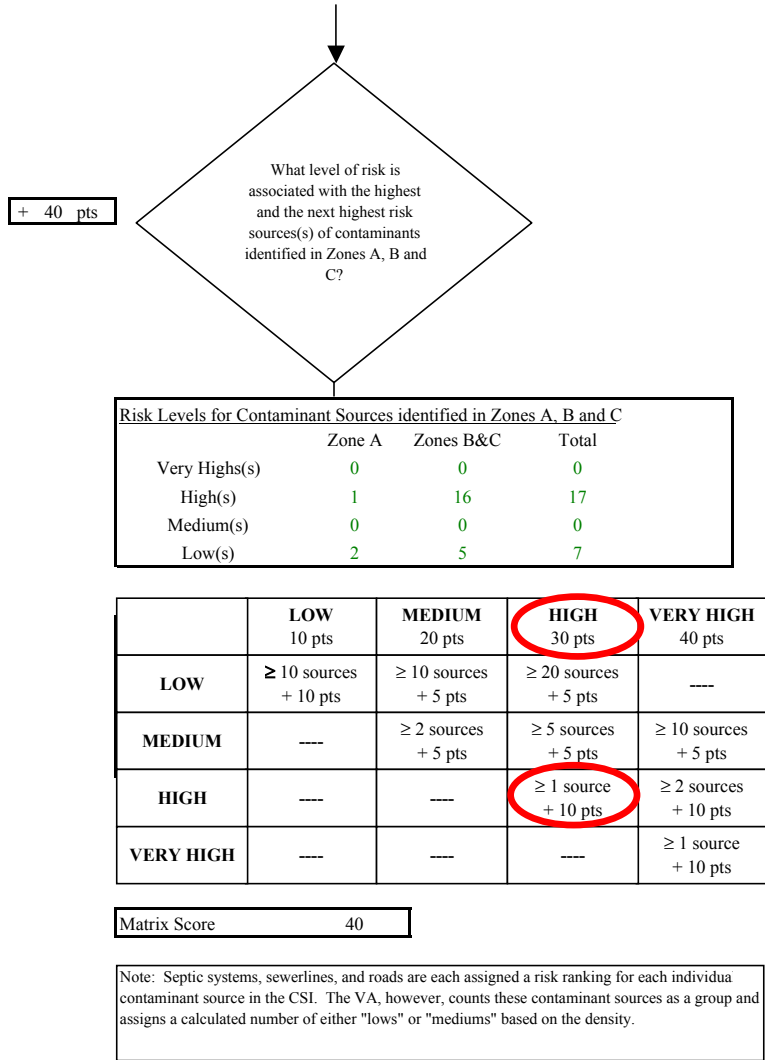 What level of risk is
associated with the highest
and the next highest risk
sources(s) of contaminants
identified in Zones A, B and
C?
+ 40 pts
Risk Levels for Contaminant Sources identified in Zones A, B and C
Zone A Zones B&C Total
Very Highs(s) 0 0 0
High(s) 1 16 17
Medium(s) 0 0 0
Low(s) 2 5 7
LOW MEDIUM HIGH VERY HIGH
10 pts 20 pts 30 pts 40 pts
LOW ≥ 10 sources ≥ 10 sources ≥ 20 sources ----
+ 10 pts + 5 pts + 5 pts
MEDIUM ---- ≥ 2 sources ≥ 5 sources ≥ 10 sources
+ 5 pts + 5 pts + 5 pts
HIGH ---- ---- ≥ 1 source ≥ 2 sources
+ 10 pts + 10 pts
VERY HIGH ---- ---- ---- ≥ 1 source
+ 10 pts
Matrix Score 40
Note: Septic systems, sewerlines, and roads are each assigned a risk ranking for each individua
contaminant source in the CSI. The VA, however, counts these contaminant sources as a group and
assigns a calculated number of either "lows" or "mediums" based on the density.